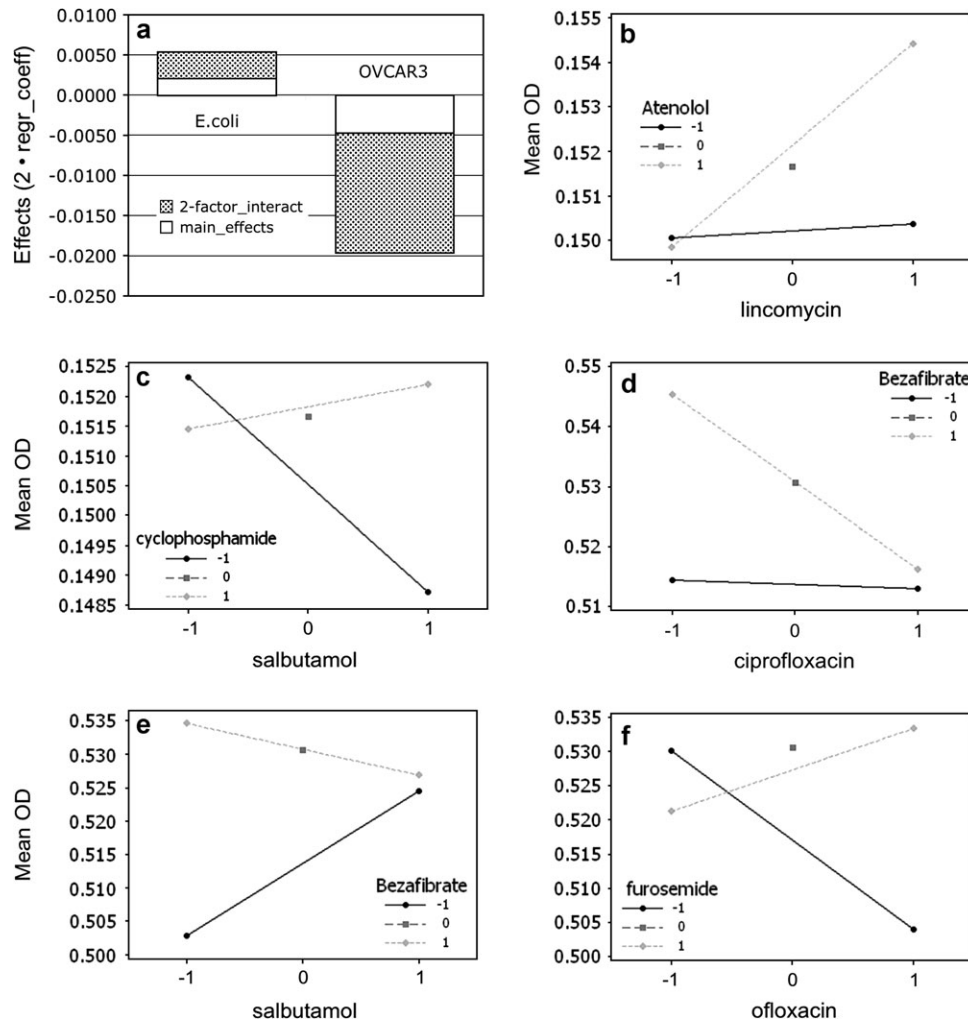 a
Effects (2 • regr_coeff)
0.0100
0.0050
0.0000
-0.0050
-0.0100
-0.0150
-0.0200
-0.0250
OVCAR3
E.coli
2-factor_interact
main_effects
b
Mean OD
0.155
0.154
0.153
0.152
0.151
0.150
Atenolol
-1
0
1
-1 0 1
lincomycin
c
Mean OD
0.1525
0.1520
0.1511
0.1510
0.1505
0.1500
0.1495
0.1490
0.1485
cyclophosphamide
-1
0
1
-1 0 1
salbutamol
d
0.55
0.54
0.53
0.52
0.51
Bezafibrate
-1
0
1
-1 0 1
ciprofloxacin
e
Mean OD
0.535
0.530
0.525
0.520
0.515
0.510
0.505
0.500
Bezafibrate
-1
0
1
-1 0 1
salbutamol
f
0.535
0.530
0.525
0.520
0.515
0.510
0.505
0.500
furosemide
-1
0
1
-1 0 1
ofloxacin